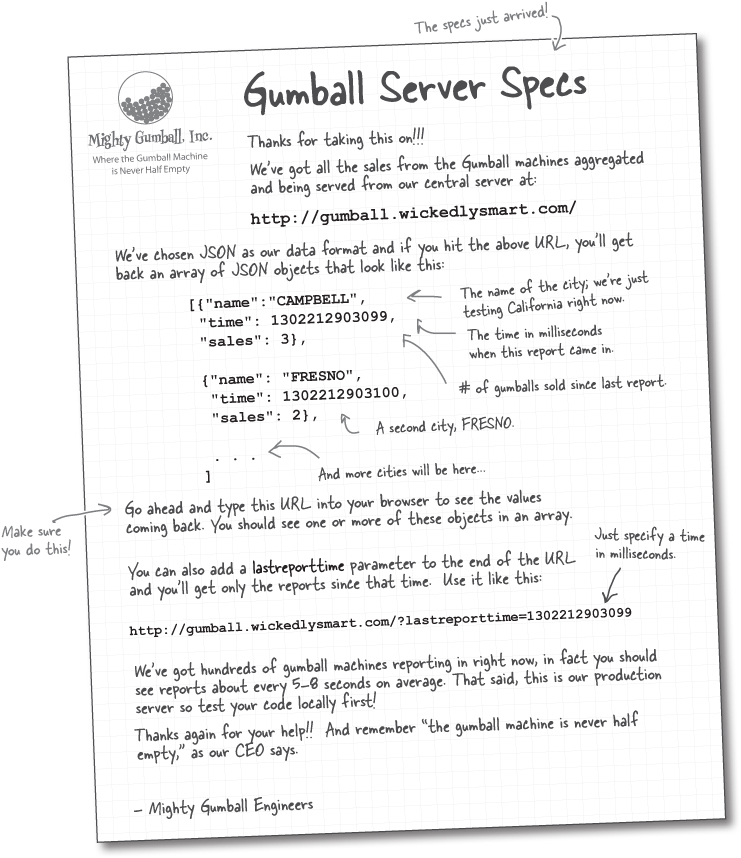 The specs just arrived!
Gumball Server Specs
Mighty Gumball, Inc.
Where the Gumball Machine
is Never Half Empty
Thanks for taking this on!!!
We've got all the sales from the Gumball machines aggregated
and being served from our central server at:
http://gumball.wickedlysmart.com/
We've chosen JSON as our data format and if you hit the above URL, you'll get
back an array of JSON objects that look like this:
[{"name":"CAMPBELL",
"time": 1302212903099,
"sales": 3},
The name of the city; we're just
testing California right now.
The time in milliseconds
when this report came in.
# of gumballs sold since last report.
{"name": "FRESNO",
"time": 1302212903100,
"sales": 2},
A second city, FRESNO.
. . .
]
And more cities will be here...
Make sure
you do this!
Go ahead and type this URL into your browser to see the values
coming back. You should see one or more of these objects in an array.
You can also add a lastreporttime parameter to the end of the URL
and you'll get only the reports since that time. Use it like this:
Just specify a time
in milliseconds.
http://gumball.wickedlysmart.com/?lastreporttime=1302212903099
We've got hundreds of gumball machines reporting in right now, in fact you should
see reports about every 5–8 seconds on average. That said, this is our production
server so test your code locally first!
Thanks again for your help!! And remember "the gumball machine is never half
empty," as our CEO says.
– Mighty Gumball Engineers